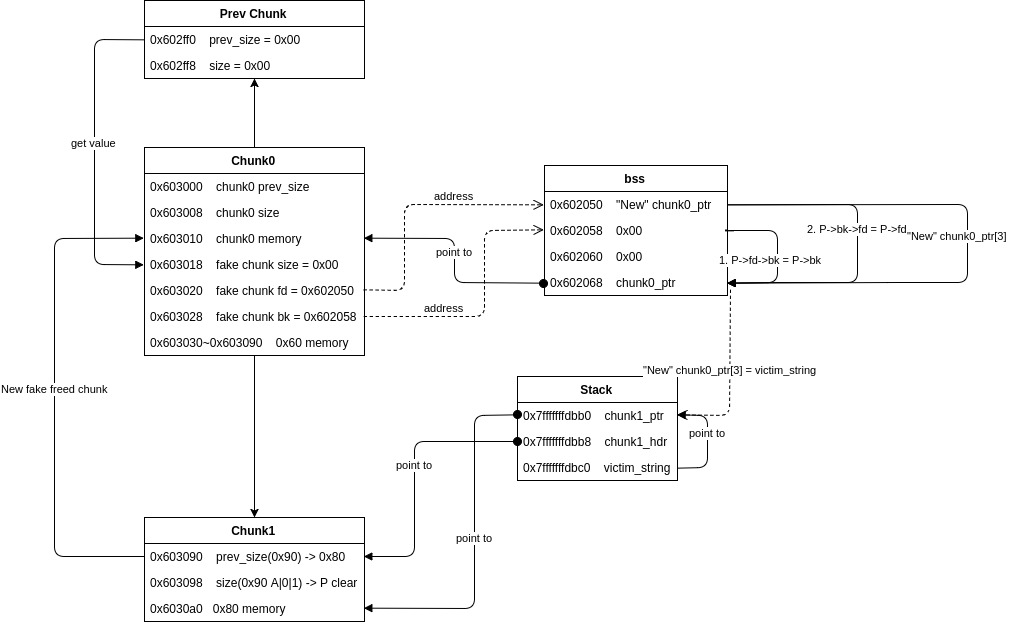 Prev Chunk
0x602ff0 prev_size = 0x00
0x602ff8 size = 0x00
get value
Chunk0
0x603000 chunk0 prev_size
0x603008 chunk0 size
0x603010 chunk0 memory
0x603018 fake chunk size = 0x00
0x603020 fake chunk fd = 0x602050
0x603028 fake chunk bk = 0x602058
0x603030~0x603090 0x60 memory
address
point to
address
bss
0x602050 "New" chunk0_ptr
0x602058 0x00
0x602060 0x00
0x602068 chunk0_ptr
2. P->bk->fd = P->fd
"New" chunk0_ptr[3]
1. P->fd->bk = P->bk
"New" chunk0_ptr[3] = victim_string
New fake freed chunk
Stack
0x7fffffffdbb0 chunk1_ptr
0x7fffffffdbb8 chunk1_hdr
0x7fffffffdbc0 victim_string
point to
point to
point to
Chunk1
0x603090 prev_size(0x90) -> 0x80
0x603098 size(0x90 A|0|1) -> P clear
0x6030a0 0x80 memory